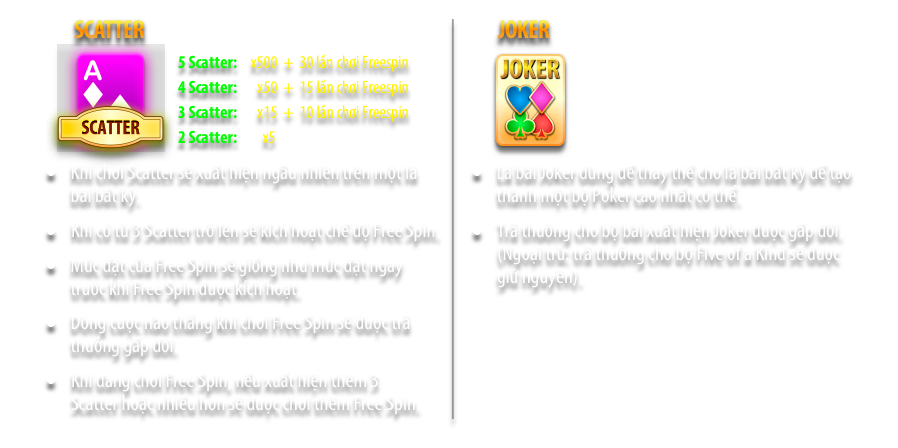 SCATTER
A
SCATTER
5 Scatter: x500 + 30 lần chơi Freespin
4 Scatter: x50 + 15 lần chơi Freespin
3 Scatter: x15 + 10 lần chơi Freespin
2 Scatter: x5
Khi chơi Scatter sẽ xuất hiện ngẫu nhiên trên một lá
bài bất kỳ.
Khi có từ 3 Scatter trở lên sẽ kích hoạt chế độ Free Spin.
Mức đặt của Free Spin sẽ giống như mức đặt ngay
trước khi Free Spin được kích hoạt.
Dòng cược nào thắng khi chơi Free Spin sẽ được trả
thưởng gấp đôi.
Khi đang chơi Free Spin, nếu xuất hiện thêm 3
Scatter hoặc nhiều hơn sẽ được chơi thêm Free Spin.
JOKER
JOKER
Lá bài Joker dùng để thay thế cho lá bài bất kỳ để tạo
thành một bộ Poker cao nhất có thể.
Trả thưởng cho bộ bài xuất hiện Joker được gấp đôi.
(Ngoại trừ: trả thưởng cho bộ Five of a Kind sẽ được
giữ nguyên).